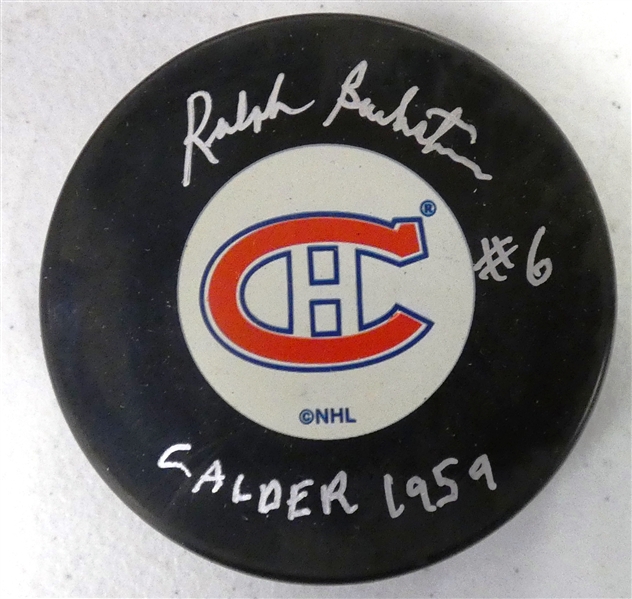 Ralph Backstrom
#6
®
CH
©NHL
CALDER 1959